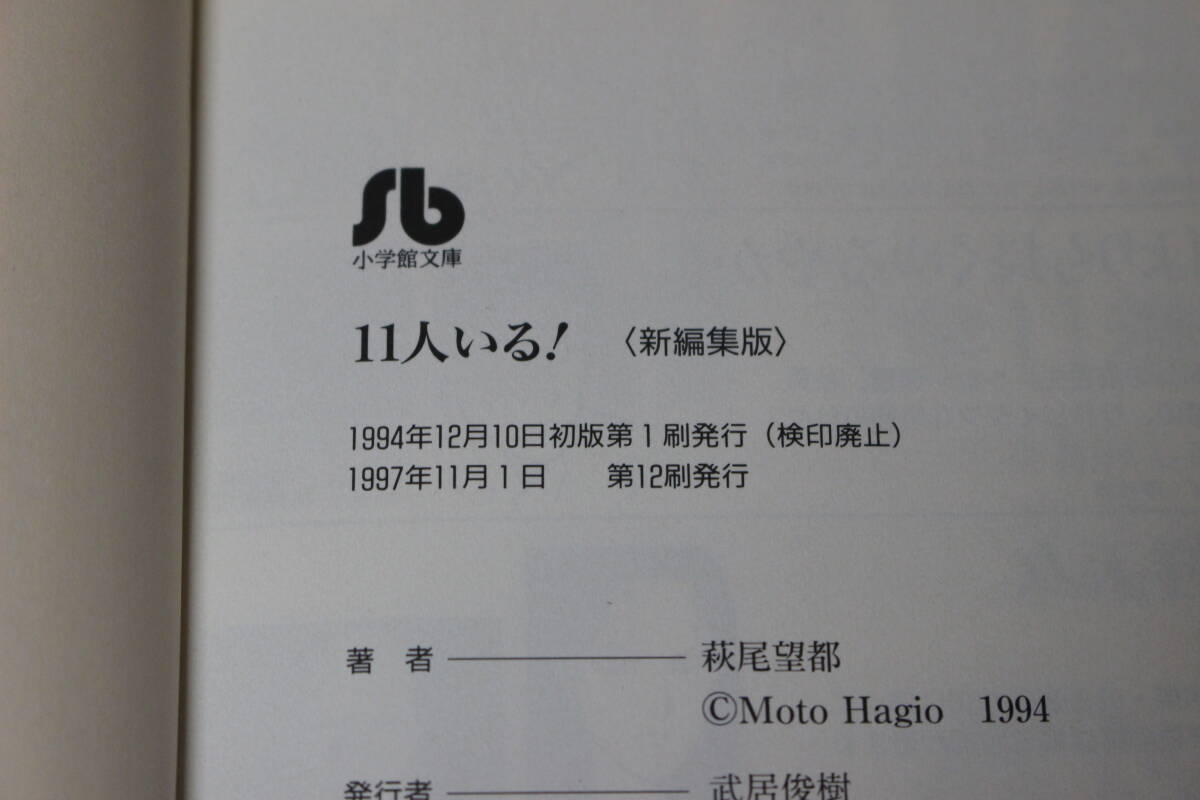 sb
小学館文庫
11人いる! 〈新編集版〉
1994年12月10日初版第1刷発行（検印廃止）
1997年11月1日 第12刷発行
著 者 萩尾望都
©Moto Hagio 1994
発行者 武居俊樹